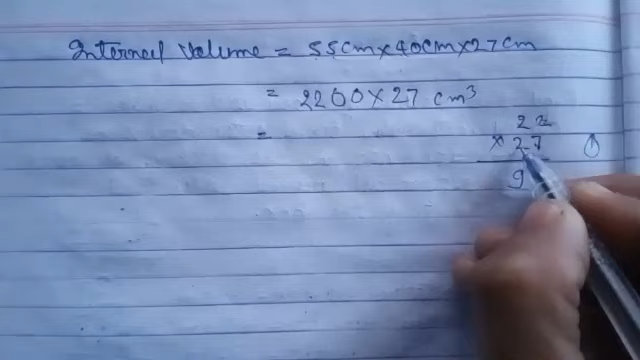 Internal Volume = 55cm×40cm×27cm
= 2200×27 cm³
=
22
×27
9